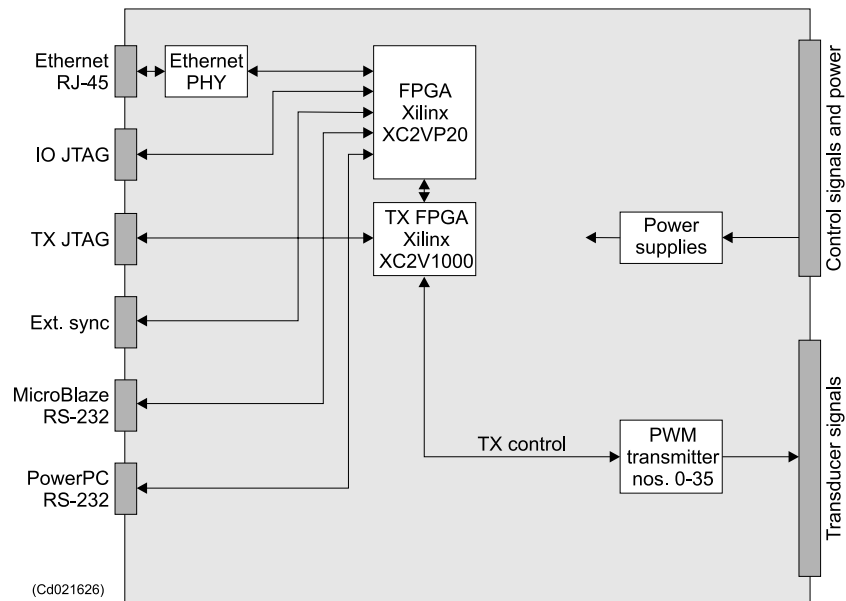 Ethernet
RJ-45
Ethernet
PHY
FPGA
Xilinx
XC2VP20
IO JTAG
TX JTAG
TX FPGA
Xilinx
XC2V1000
Power
supplies
Control signals and power
Ext. sync
MicroBlaze
RS-232
TX control
PWM
transmitter
nos. 0-35
Transducer signals
PowerPC
RS-232
(Cd021626)